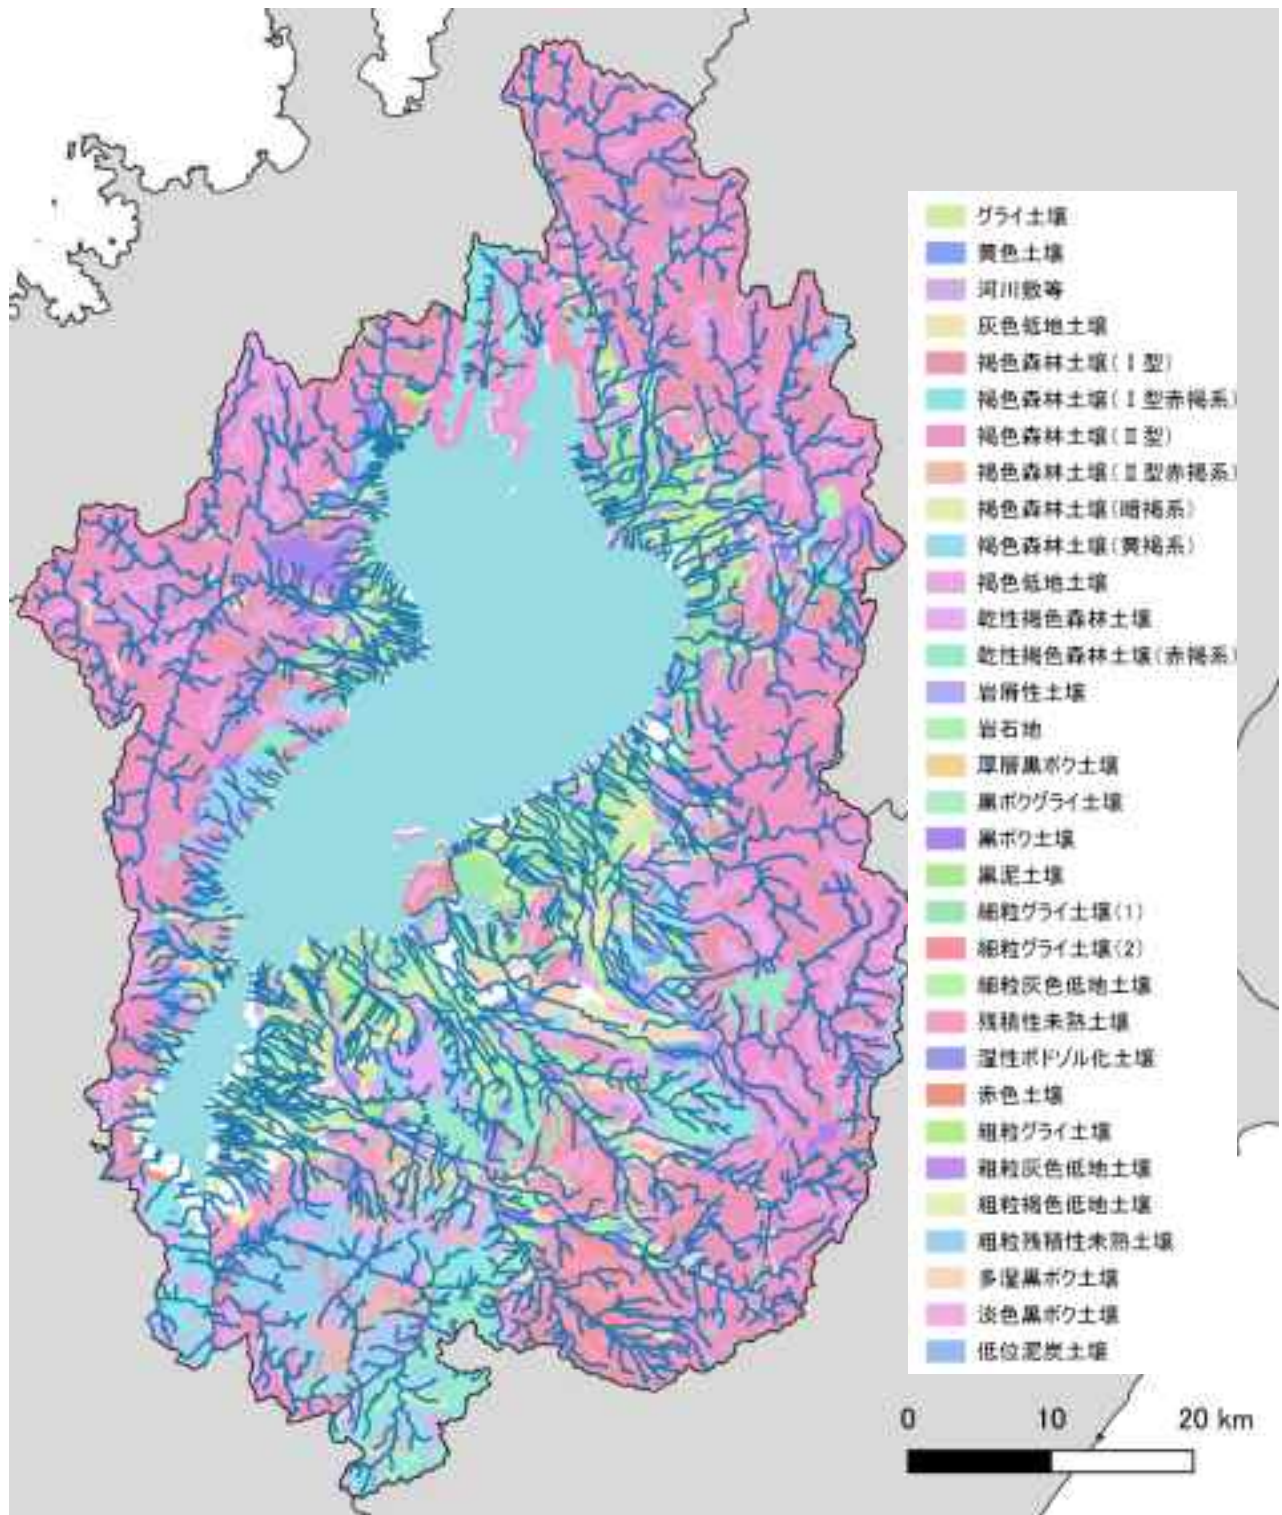 グライ土壌
黄色土壌
河川敷等
灰色低地土壌
褐色森林土壌(Ⅰ型)
褐色森林土壌(Ⅰ型赤褐系)
褐色森林土壌(Ⅱ型)
褐色森林土壌(Ⅱ型赤褐系)
褐色森林土壌(暗褐系)
褐色森林土壌(黄褐系)
褐色低地土壌
乾性褐色森林土壌
乾性褐色森林土壌(赤褐系)
岩屑性土壌
岩石地
厚層黒ボク土壌
黒ボクグライ土壌
黒ボク土壌
黒泥土壌
細粒グライ土壌(1)
細粒グライ土壌(2)
細粒灰色低地土壌
残積性未熟土壌
湿性ポドゾル化土壌
赤色土壌
粗粒グライ土壌
粗粒灰色低地土壌
粗粒褐色低地土壌
粗粒残積性未熟土壌
多湿黒ボク土壌
淡色黒ボク土壌
低位泥炭土壌
0 10 20 km